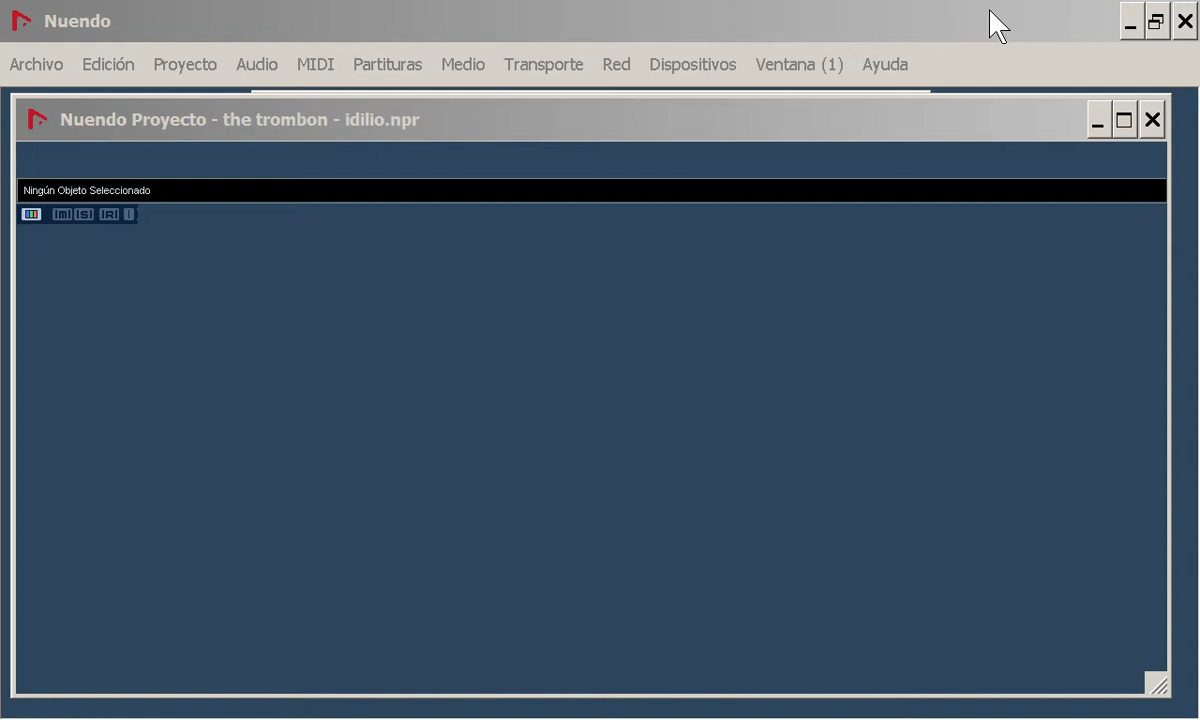 Nuendo
Archivo Edición Proyecto Audio MIDI Partituras Medio Transporte Red Dispositivos Ventana (1) Ayuda
Nuendo Proyecto - the trombon - idilio.npr
Ningún Objeto Seleccionado
M S R